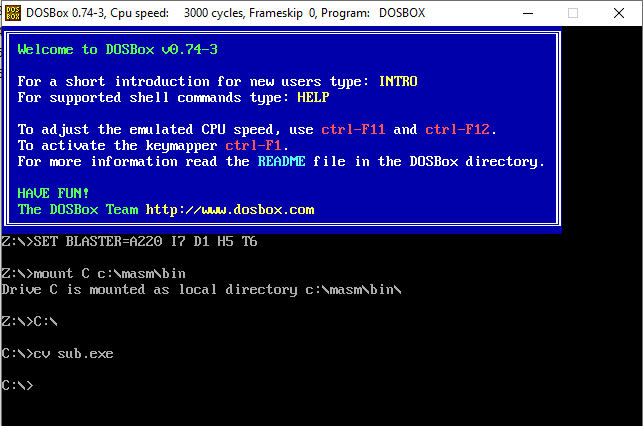 DOS
BOX
DOSBox 0.74-3, Cpu speed: 3000 cycles, Frameskip 0, Program: DOSBOX
Welcome to DOSBox v0.74-3
For a short introduction for new users type: INTRO
For supported shell commands type: HELP
To adjust the emulated CPU speed, use ctrl-F11 and ctrl-F12.
To activate the keymapper ctrl-F1.
For more information read the README file in the DOSBox directory.
HAVE FUN!
The DOSBox Team http://www.dosbox.com
Z:\>SET BLASTER=A220 I7 D1 H5 T6
Z:\>mount C c:\masm\bin
Drive C is mounted as local directory c:\masm\bin\
Z:\>C:\
C:\>cv sub.exe
C:\>